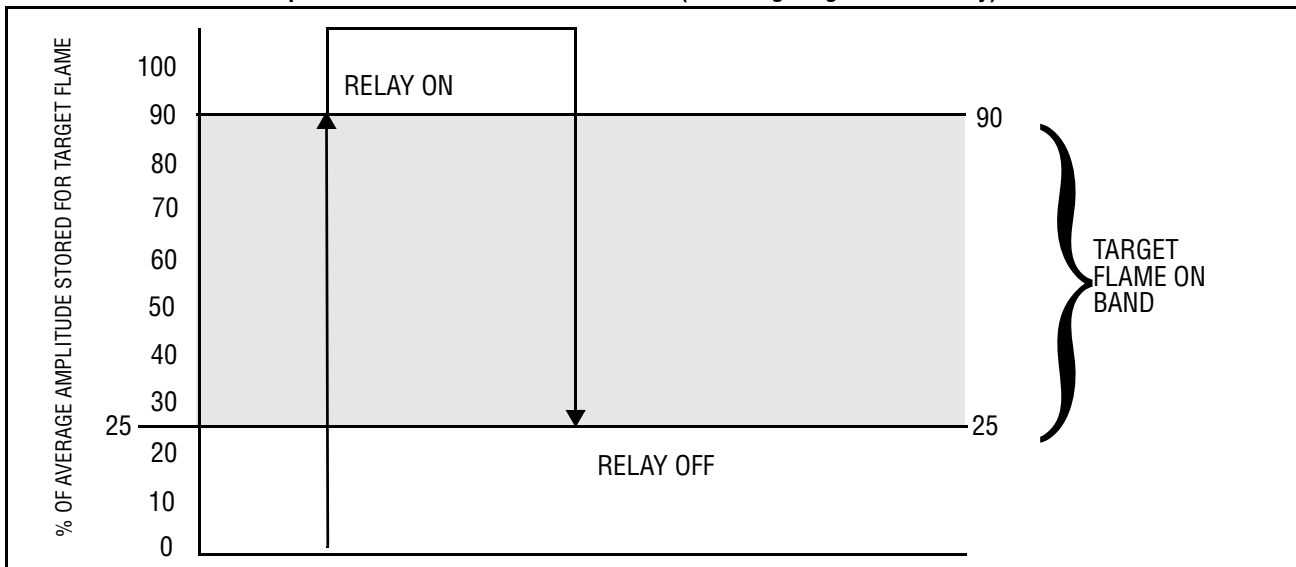 % OF AVERAGE AMPLITUDE STORED FOR TARGET FLAME
100
90
80
70
60
50
40
30
25
20
10
0
RELAY ON
RELAY OFF
90
25
TARGET
FLAME ON
BAND